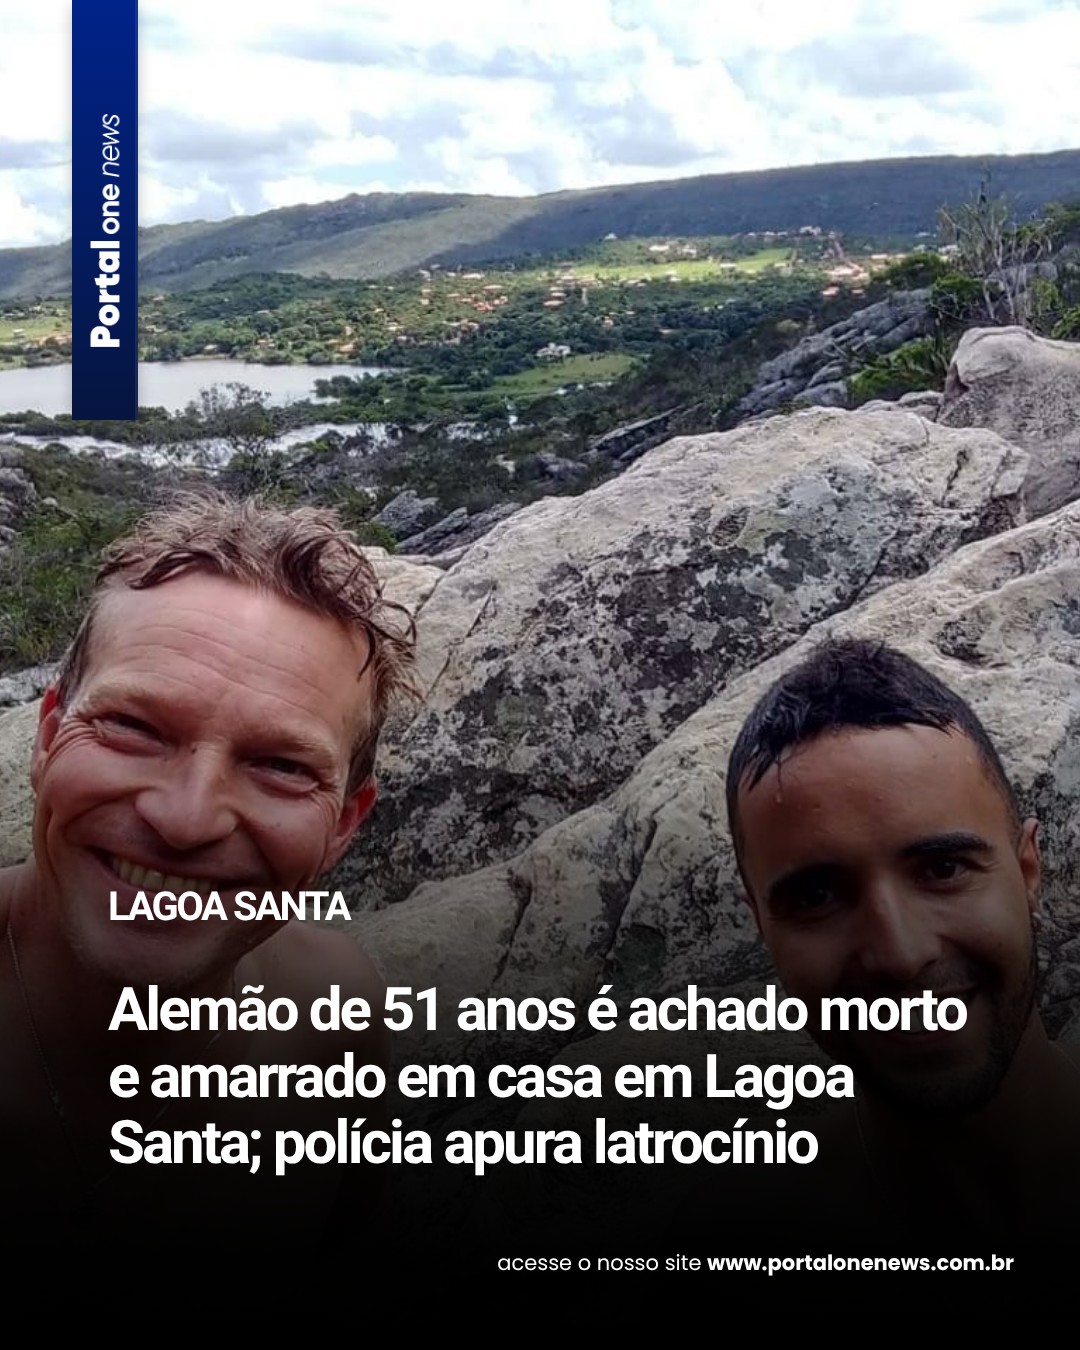 Portal one news
LAGOA SANTA
Alemão de 51 anos é achado morto
e amarrado em casa em Lagoa
Santa; polícia apura latrocínio
acesse o nosso site www.portalonenews.com.br